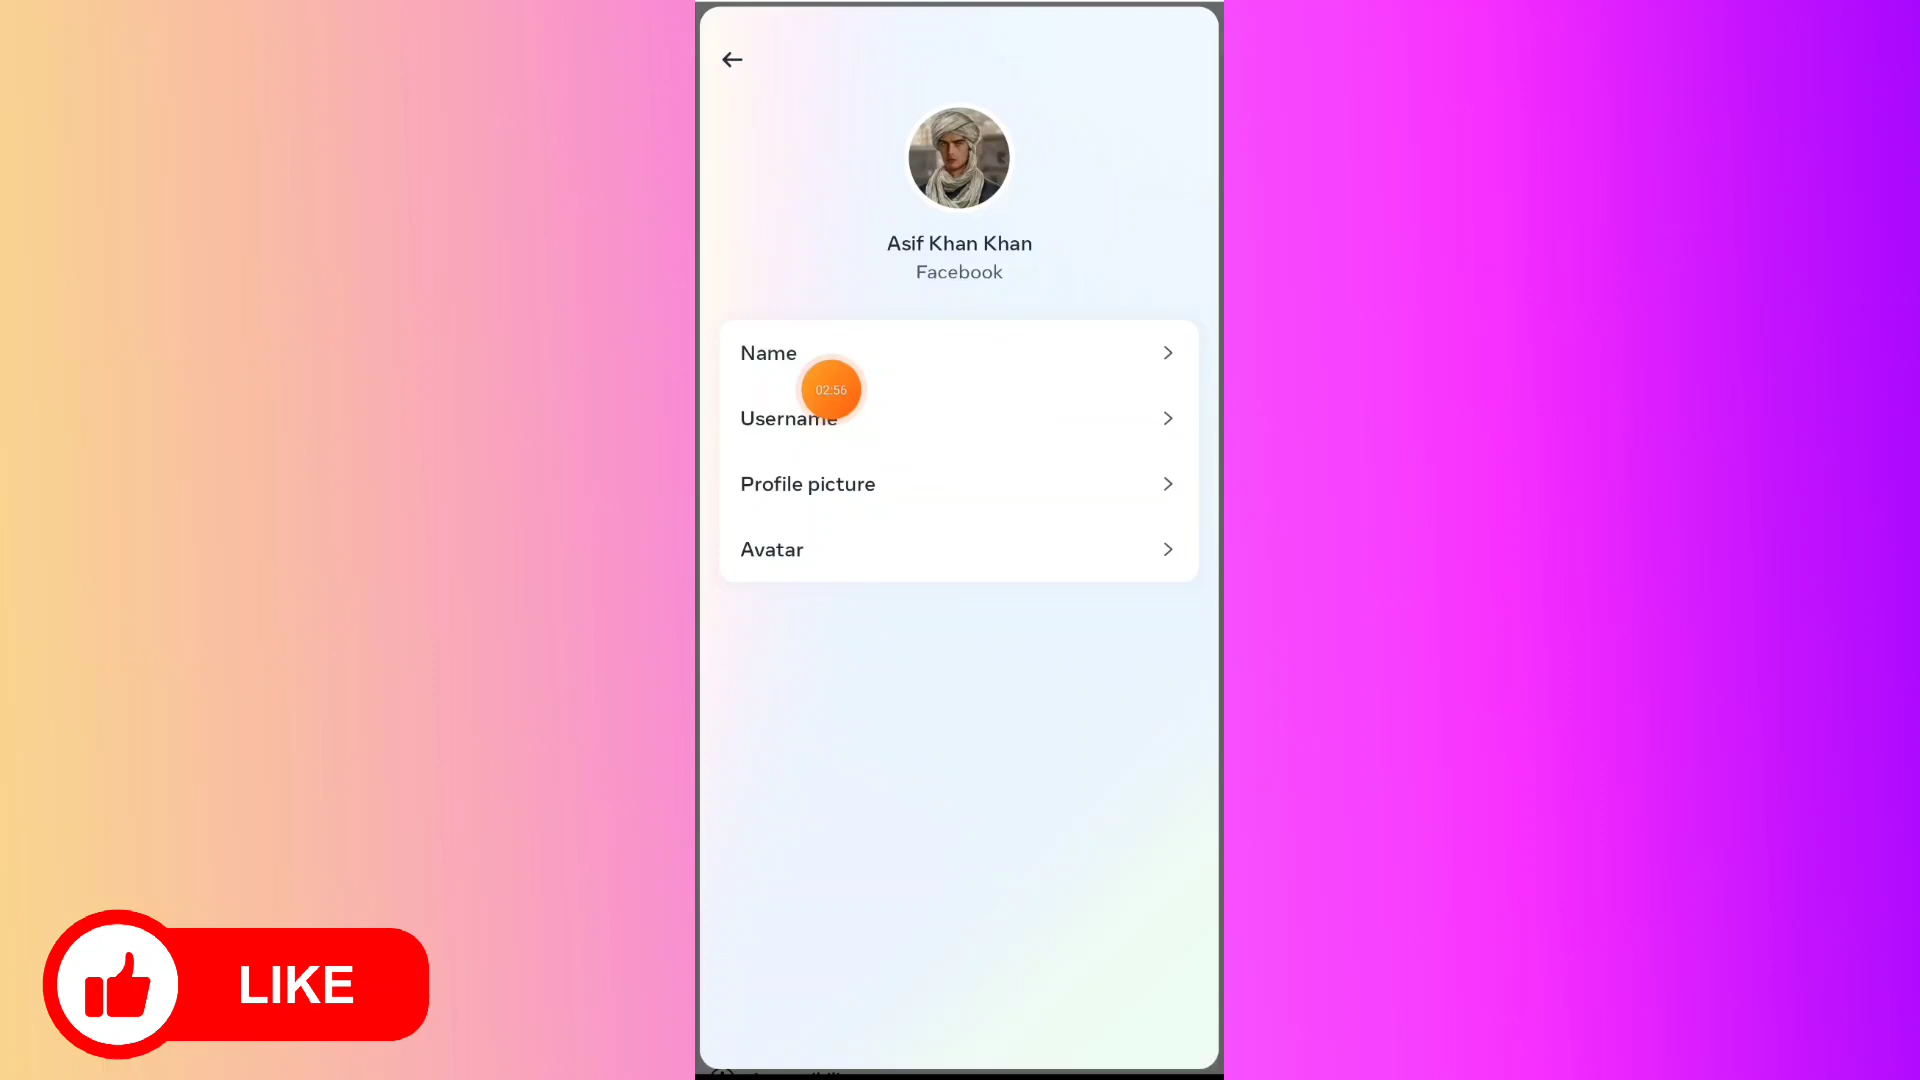 Asif Khan Khan
Facebook
Name
02:56
Username
Profile picture
Avatar
LIKE